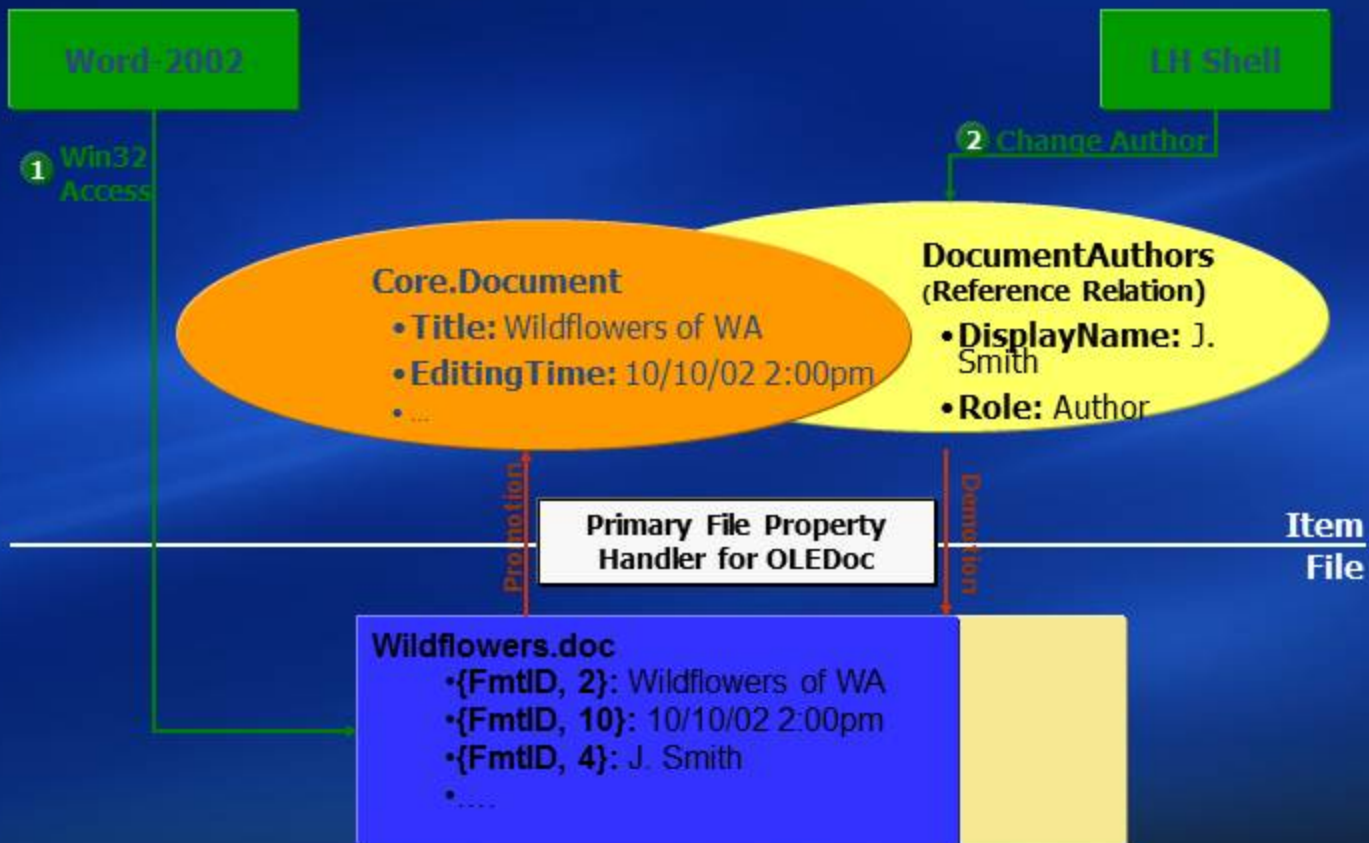 Word-2002
LH Shell
1
Win32
Access
2
Change Author
Core.Document
•Title: Wildflowers of WA
•EditingTime: 10/10/02 2:00pm
• ...
DocumentAuthors
(Reference Relation)
•DisplayName: J.
Smith
•Role: Author
Promotion
Primary File Property
Handler for OLEDoc
Demotion
Item
File
Wildflowers.doc
•{FmtID, 2}: Wildflowers of WA
•{FmtID, 10}: 10/10/02 2:00pm
•{FmtID, 4}: J. Smith
•....